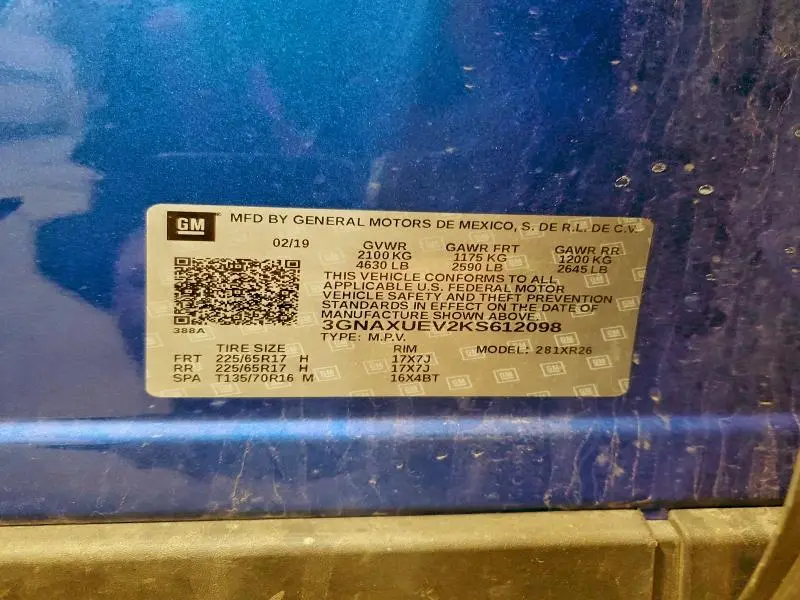 GM
MFD BY GENERAL MOTORS DE MEXICO, S. DE R.L. DE C.V.
02/19 GVWR GAWR FRT GAWR RR
2100 KG 1175 KG 1200 KG
4630 LB 2590 LB 2645 LB
THIS VEHICLE CONFORMS TO ALL
APPLICABLE U.S. FEDERAL MOTOR
VEHICLE SAFETY AND THEFT PREVENTION
STANDARDS IN EFFECT ON THE DATE OF
MANUFACTURE SHOWN ABOVE.
388A
3GNAXUEV2KS612098
TYPE: M.P.V.
TIRE SIZE RIM MODEL: 281XR26
FRT 225/65R17 H 17X7J
RR 225/65R17 H 17X7J
SPA T135/70R16 M 16X4BT